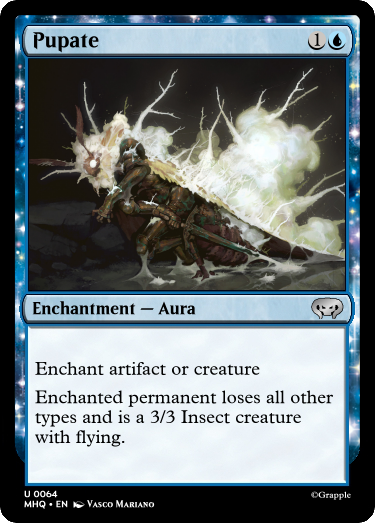 Pupate 1
Enchantment — Aura
Enchant artifact or creature
Enchanted permanent loses all other
types and is a 3/3 Insect creature
with flying.
U 0064
MHQ • EN Vasco Mariano
©Grapple